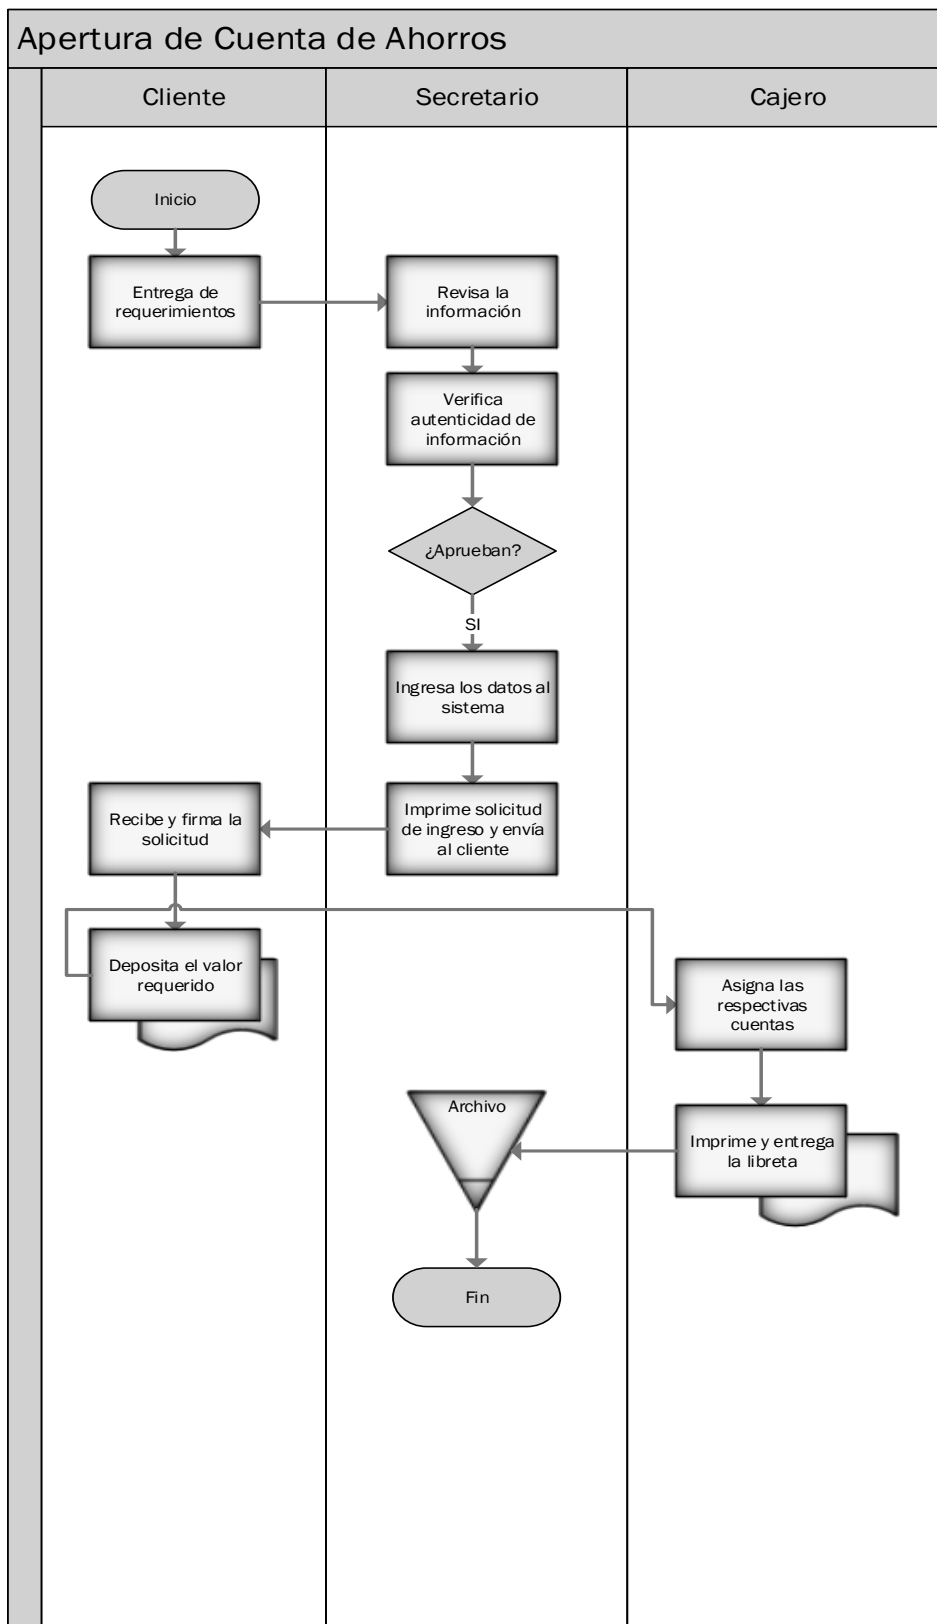 Apertura de Cuenta de Ahorros
Cliente
Secretario
Cajero
Inicio
Entrega de
requerimientos
Revisa la
información
Verifica
autenticidad de
información
¿Aprueban?
SI
Ingresa los datos al
sistema
Imprime solicitud
de ingreso y envía
al cliente
Recibe y firma la
solicitud
Deposita el valor
requerido
Asigna las
respectivas
cuentas
Imprime y entrega
la libreta
Archivo
Fin